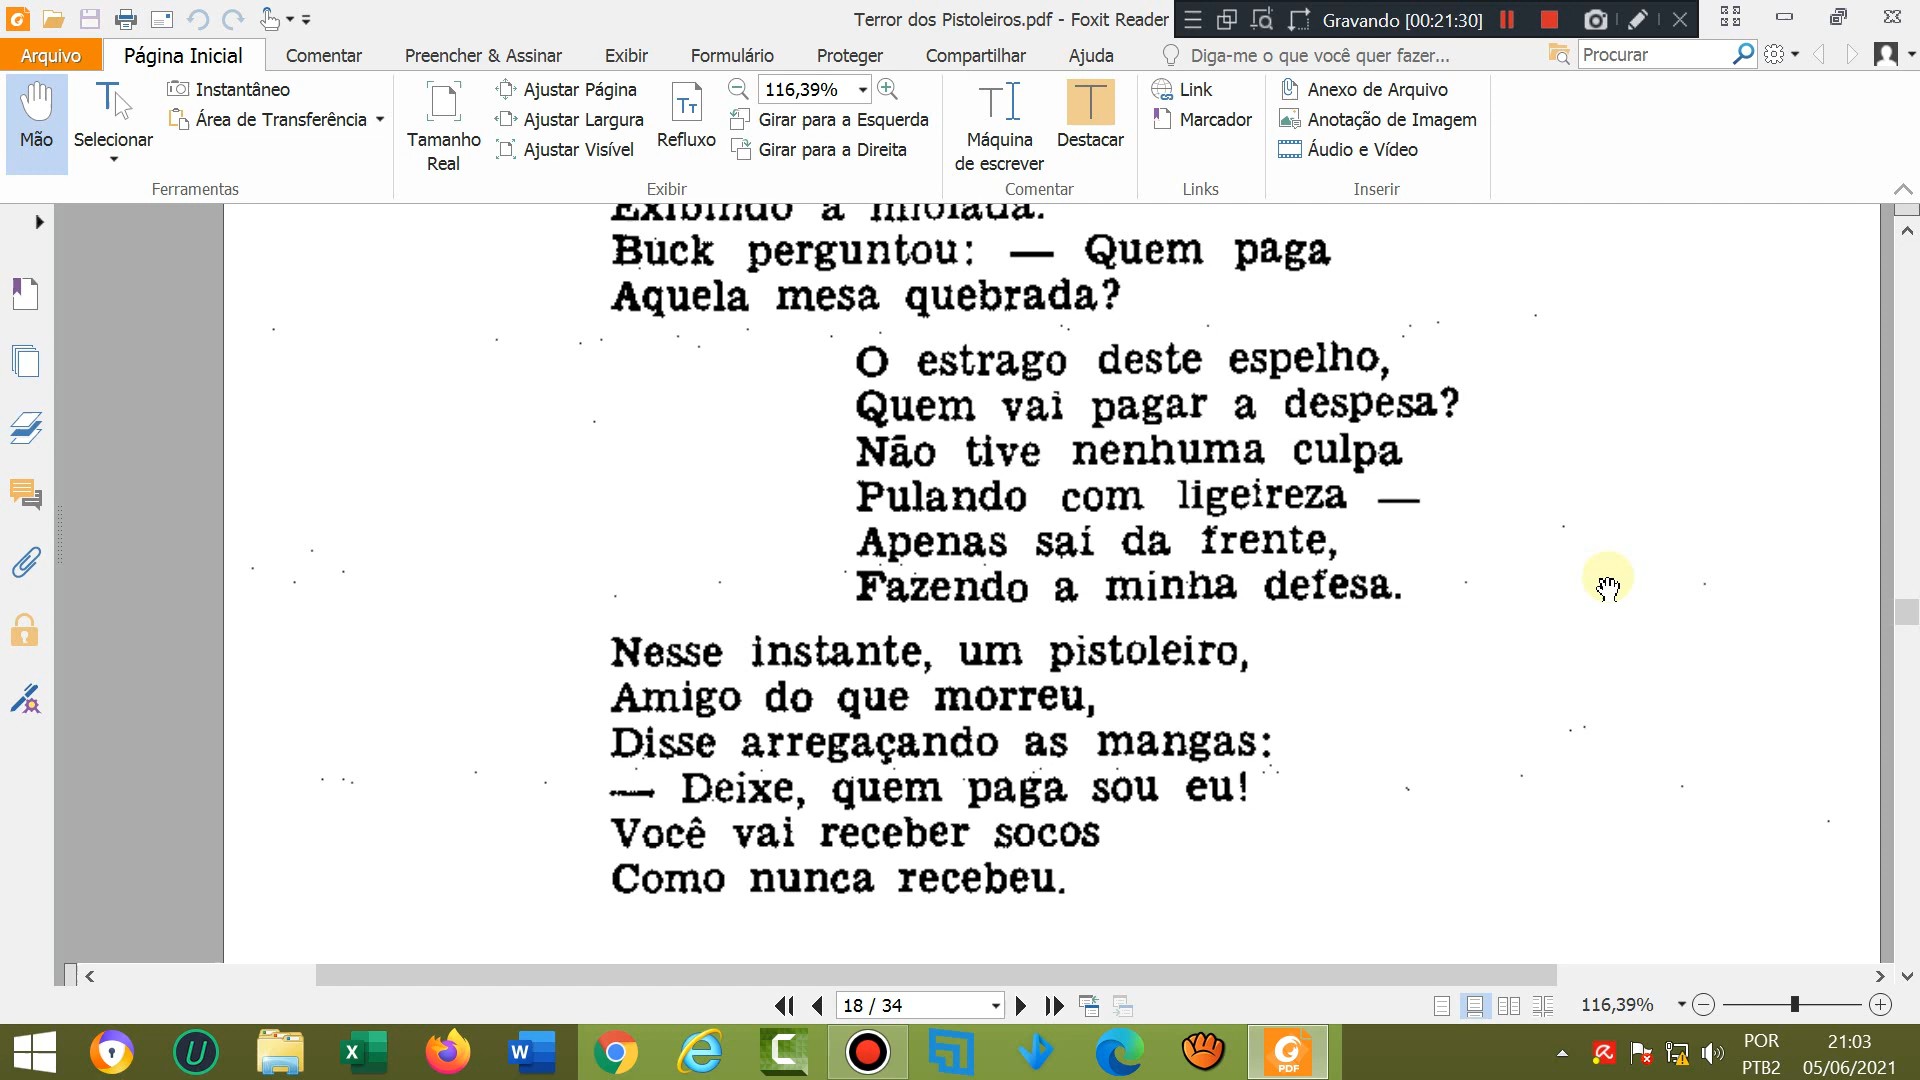 Terror dos Pistoleiros.pdf - Foxit Reader
Gravando [00:21:30]
Arquivo
Página Inicial
Comentar
Preencher & Assinar
Exibir
Formulário
Proteger
Compartilhar
Ajuda
Diga-me o que você quer fazer...
Procurar
Mão
Selecionar
Instantâneo
Área de Transferência
Ferramentas
Tamanho
Real
Ajustar Página
Ajustar Largura
Ajustar Visível
Refluxo
116,39%
Girar para a Esquerda
Girar para a Direita
Exibir
Máquina
de escrever
Destacar
Comentar
Link
Marcador
Links
Anexo de Arquivo
Anotação de Imagem
Áudio e Vídeo
Inserir
Exibindo a miolada.
Buck perguntou: — Quem paga
Aquela mesa quebrada?
O estrago deste espelho,
Quem vai pagar a despesa?
Não tive nenhuma culpa
Pulando com ligeireza —
Apenas saí da frente,
Fazendo a minha defesa.
Nesse instante, um pistoleiro,
Amigo do que morreu,
Disse arregaçando as mangas:
— Deixe, quem paga sou eu!
Você vai receber socos
Como nunca recebeu.
18 / 34
116,39%
POR
PTB2
21:03
05/06/2021